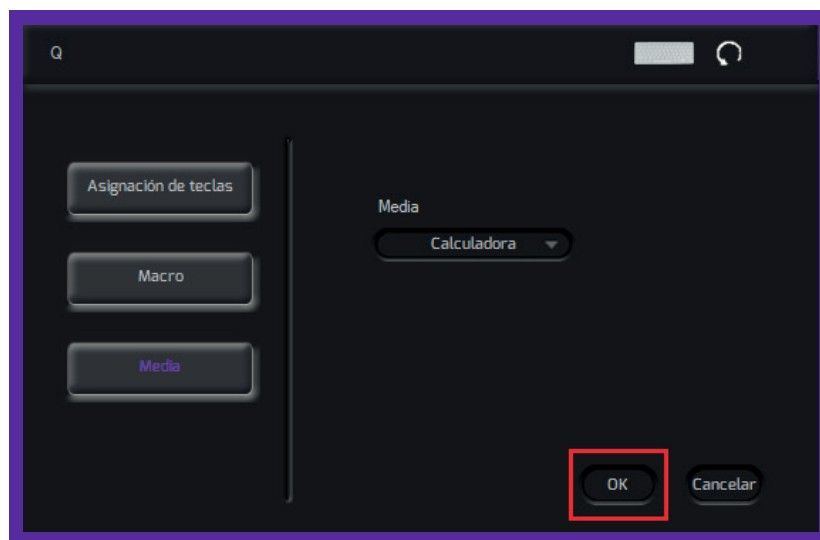 Q
Asignación de teclas
Macro
Media
Media
Calculadora
OK
Cancelar